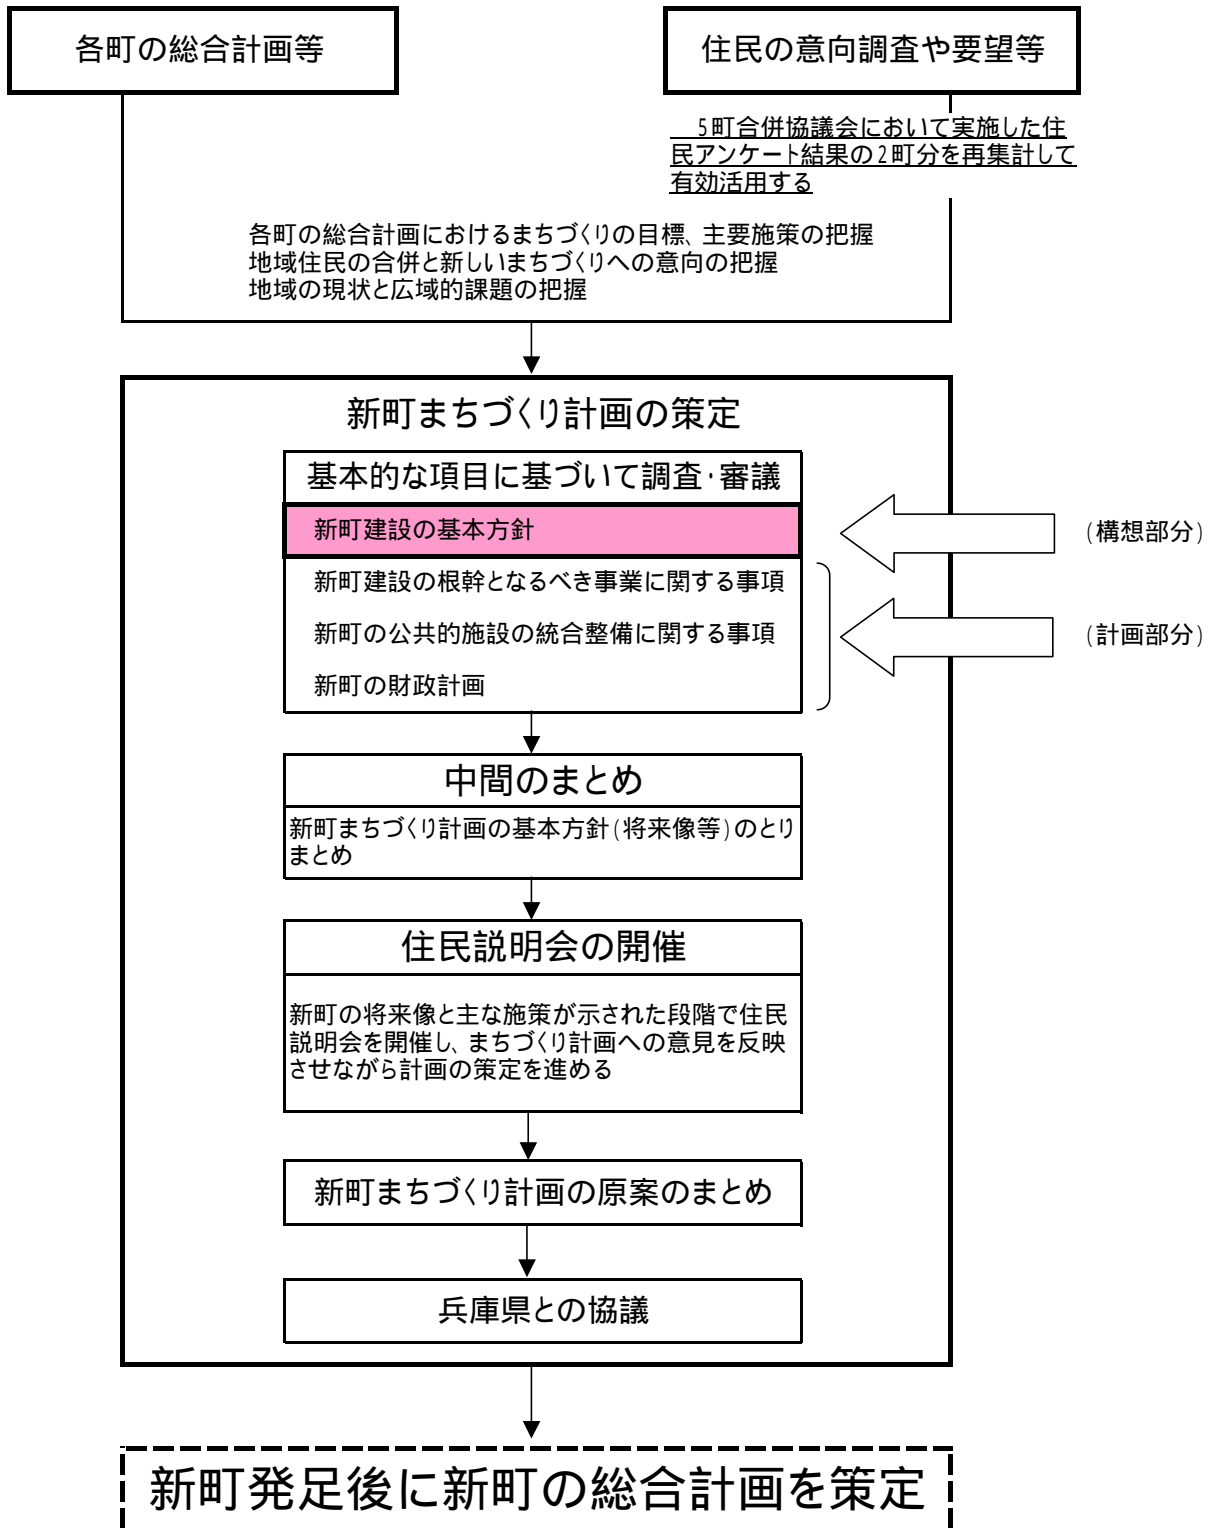 各町の総合計画等
住民の意向調査や要望等
5町合併協議会において実施した住
民アンケート結果の2町分を再集計して
有効活用する
各町の総合計画におけるまちづくりの目標、主要施策の把握
地域住民の合併と新しいまちづくりへの意向の把握
地域の現状と広域的課題の把握
新町まちづくり計画の策定
基本的な項目に基づいて調査・審議
新町建設の基本方針
(構想部分)
新町建設の根幹となるべき事業に関する事項
新町の公共的施設の統合整備に関する事項
(計画部分)
新町の財政計画
中間のまとめ
新町まちづくり計画の基本方針(将来像等)のとり
まとめ
住民説明会の開催
新町の将来像と主な施策が示された段階で住民
説明会を開催し、まちづくり計画への意見を反映
させながら計画の策定を進める
新町まちづくり計画の原案のまとめ
兵庫県との協議
新町発足後に新町の総合計画を策定